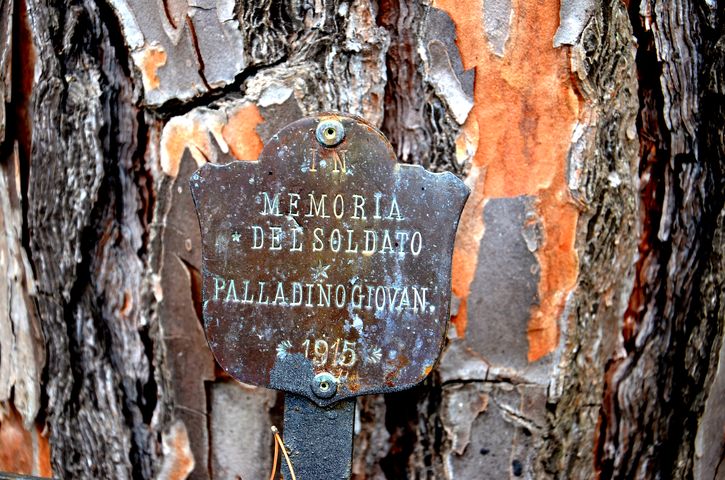 IN
MEMORIA
DEL SOLDATO
PALLADINO GIOVAN.
1915